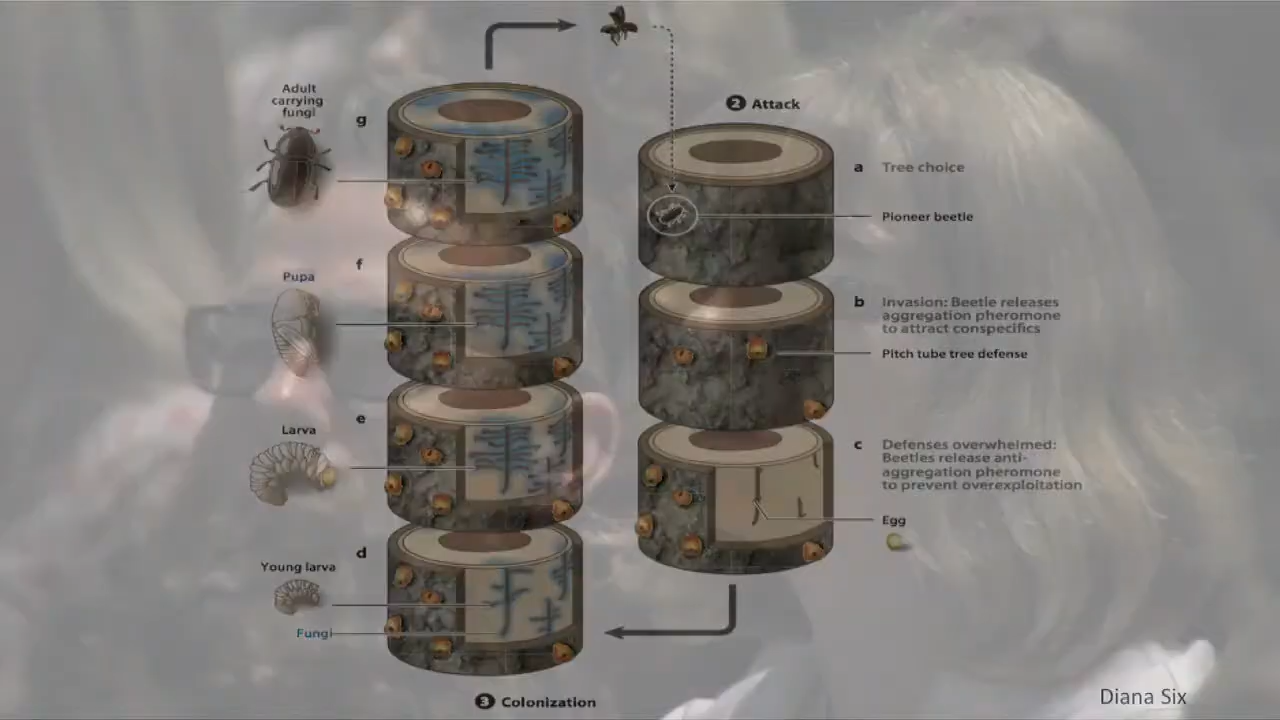 Adult
carrying
fungi
g
f
Pupa
e
Larva
d
Young larva
Fungi
3 Colonization
2 Attack
a Tree choice
Pioneer beetle
b Invasion: Beetle releases
aggregation pheromone
to attract conspecifics
Pitch tube tree defense
c Defenses overwhelmed:
Beetles release anti-
aggregation pheromone
to prevent overexploitation
Egg
Diana Six